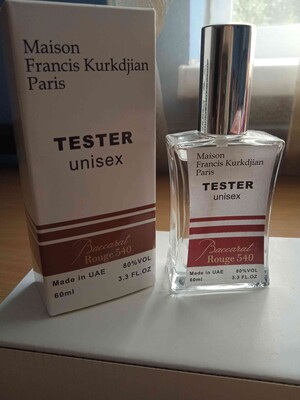 Maison
Francis Kurkdjian
Paris
TESTER
unisex
Baccarat
Rouge 540
Made in UAE 80%VOL
60ml 3.3 FL.OZ
Maison
Francis Kurkdjian
Paris
TESTER
unisex
Baccarat
Rouge 540
Made in UAE 80%VOL
60ml 3.3 FL.OZ